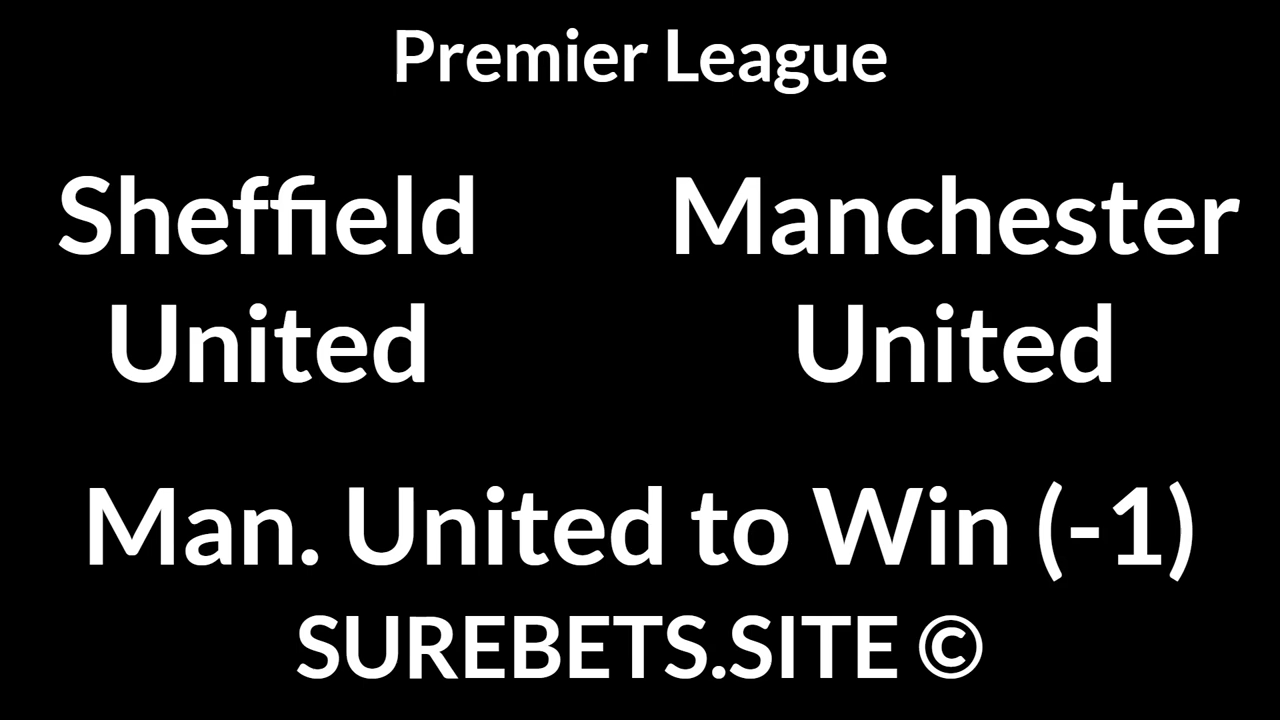 Premier League
Sheffield
United
Manchester
United
Man. United to Win (-1)
SUREBETS.SITE ©